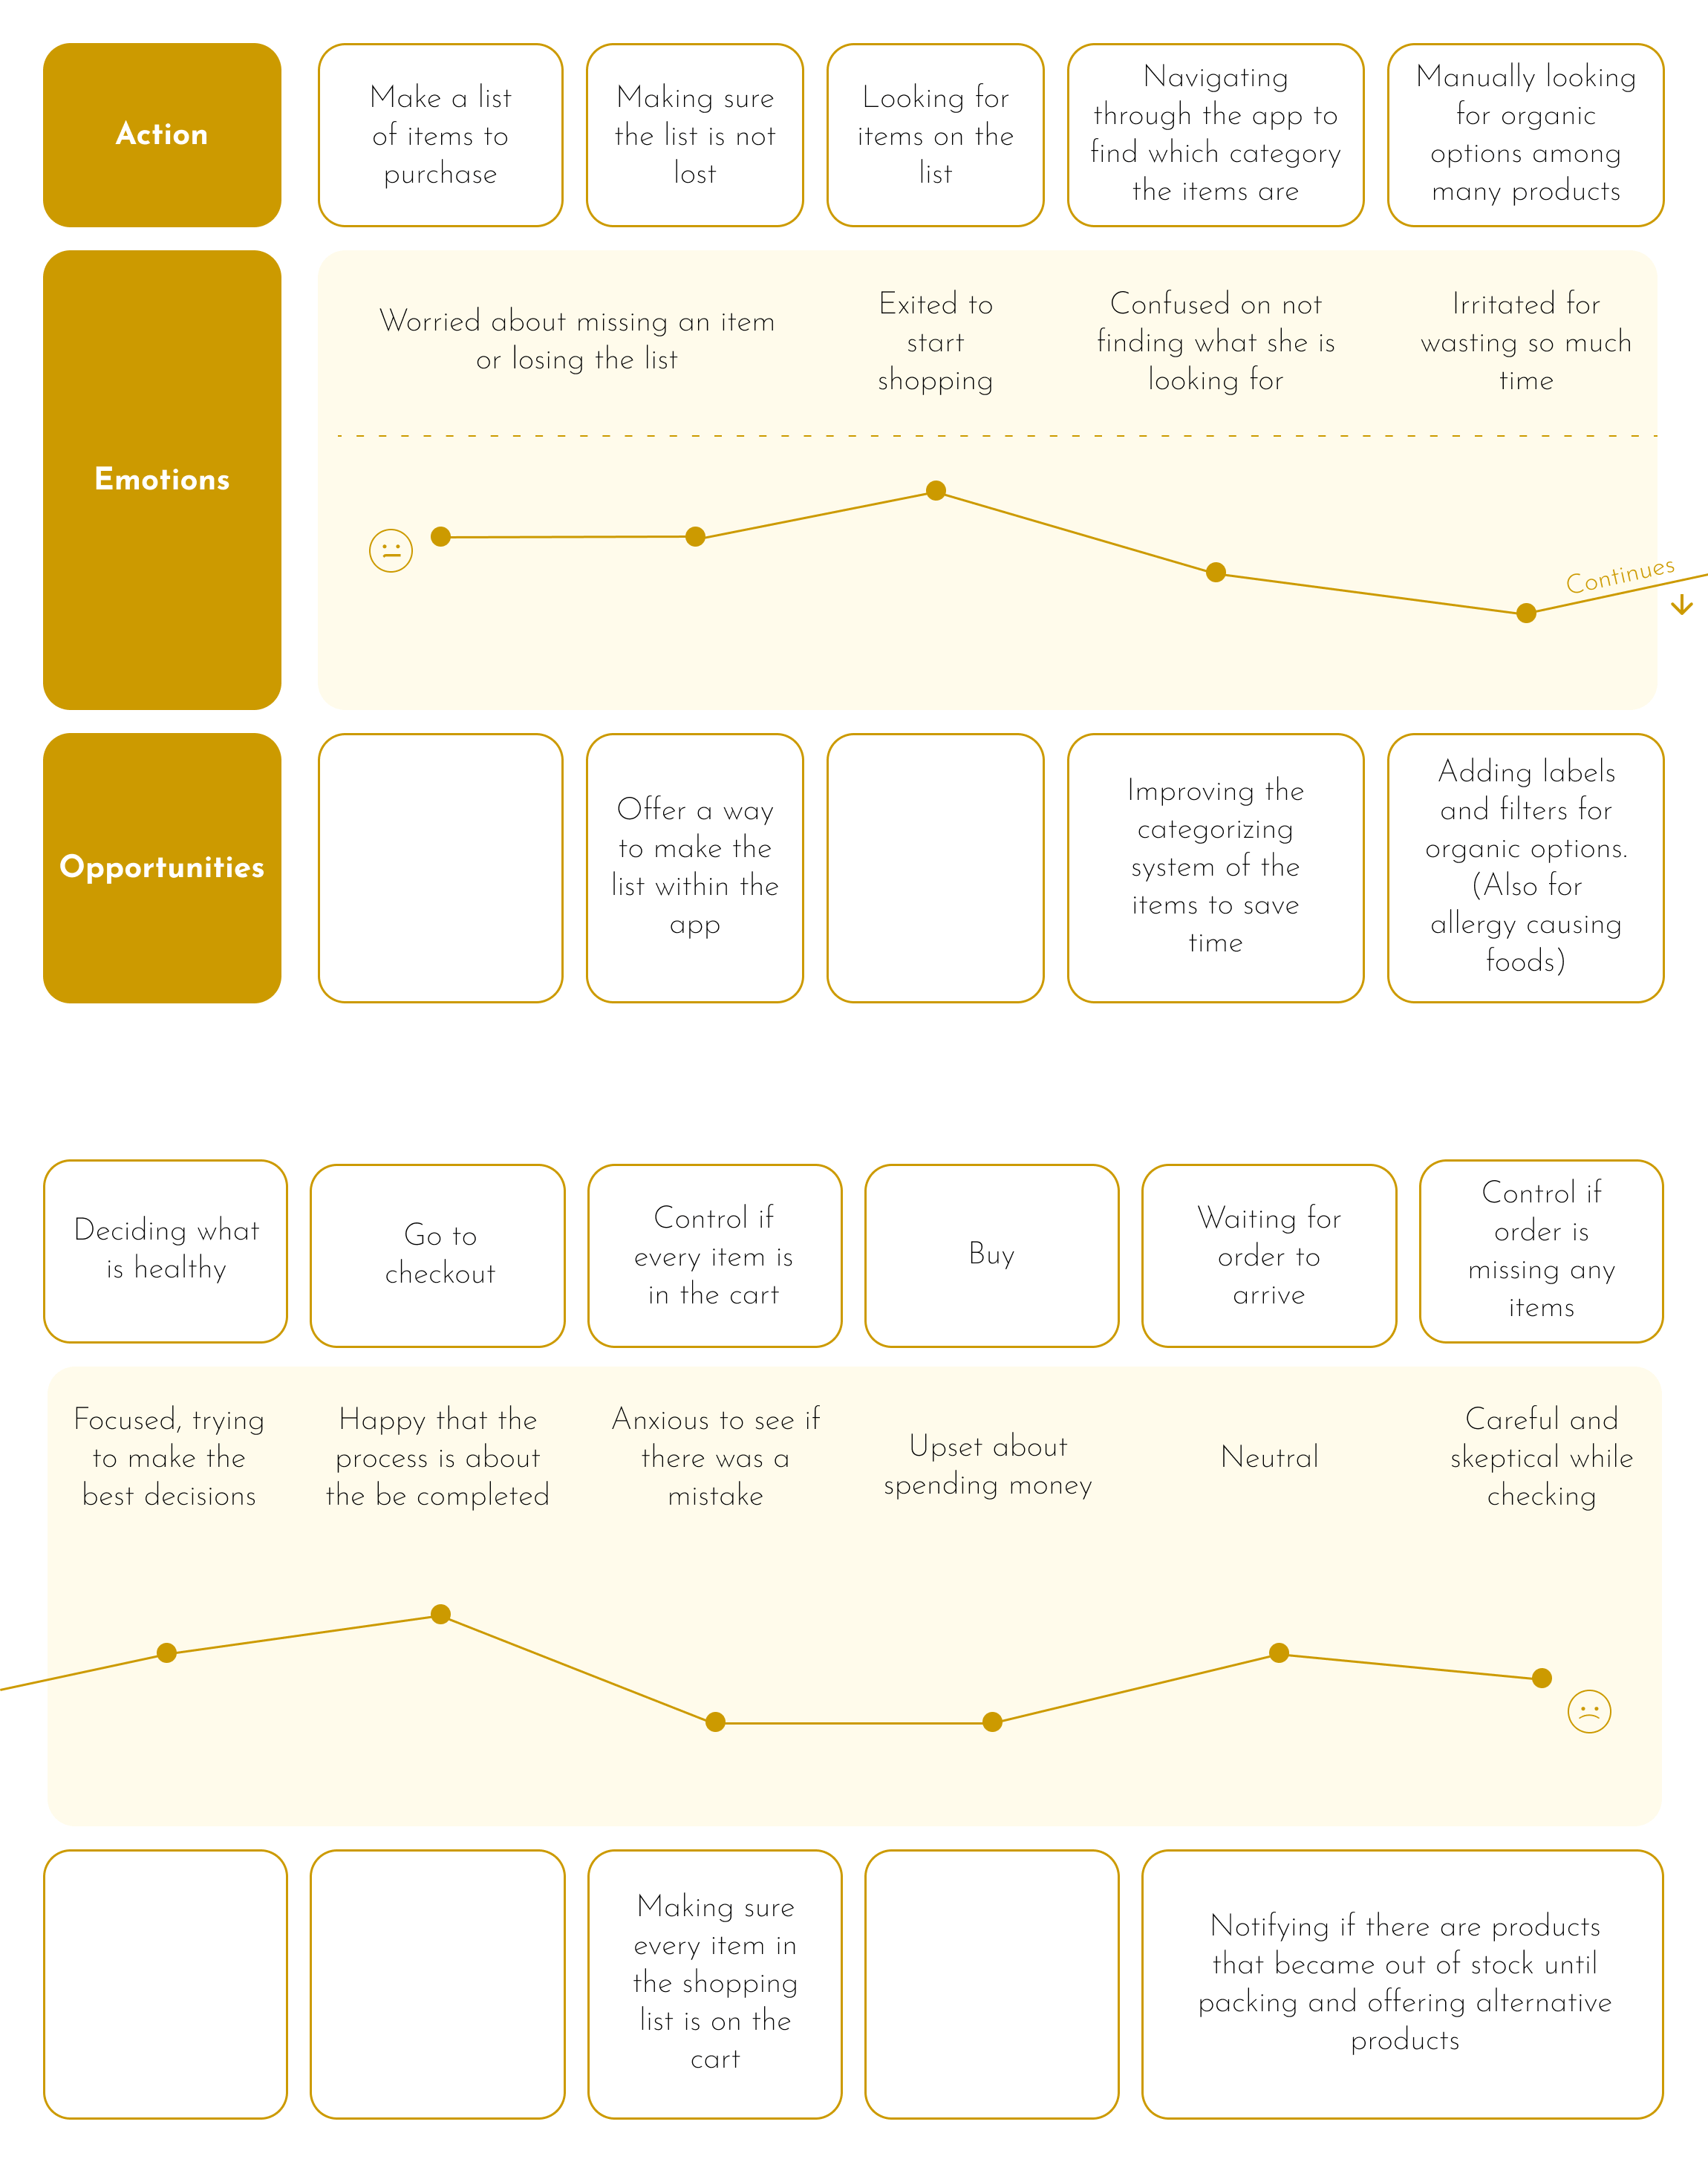 Action
Make a list
of items to
purchase
Making sure
the list is not
lost
Looking for
items on the
list
Navigating
through the app to
find which category
the items are
Manually looking
for organic
options among
many products
Emotions
Worried about missing an item
or losing the list
Exited to
start
shopping
Confused on not
finding what she is
looking for
Irritated for
wasting so much
time
Continues
Opportunities
Offer a way
to make the
list within the
app
Improving the
categorizing
system of the
items to save
time
Adding labels
and filters for
organic options.
(Also for
allergy causing
foods)
Deciding what
is healthy
Go to
checkout
Control if
every item is
in the cart
Buy
Waiting for
order to
arrive
Control if
order is
missing any
items
Focused, trying
to make the
best decisions
Happy that the
process is about
the be completed
Anxious to see if
there was a
mistake
Upset about
spending money
Neutral
Careful and
skeptical while
checking
Making sure
every item in
the shopping
list is on the
cart
Notifying if there are products
that became out of stock until
packing and offering alternative
products